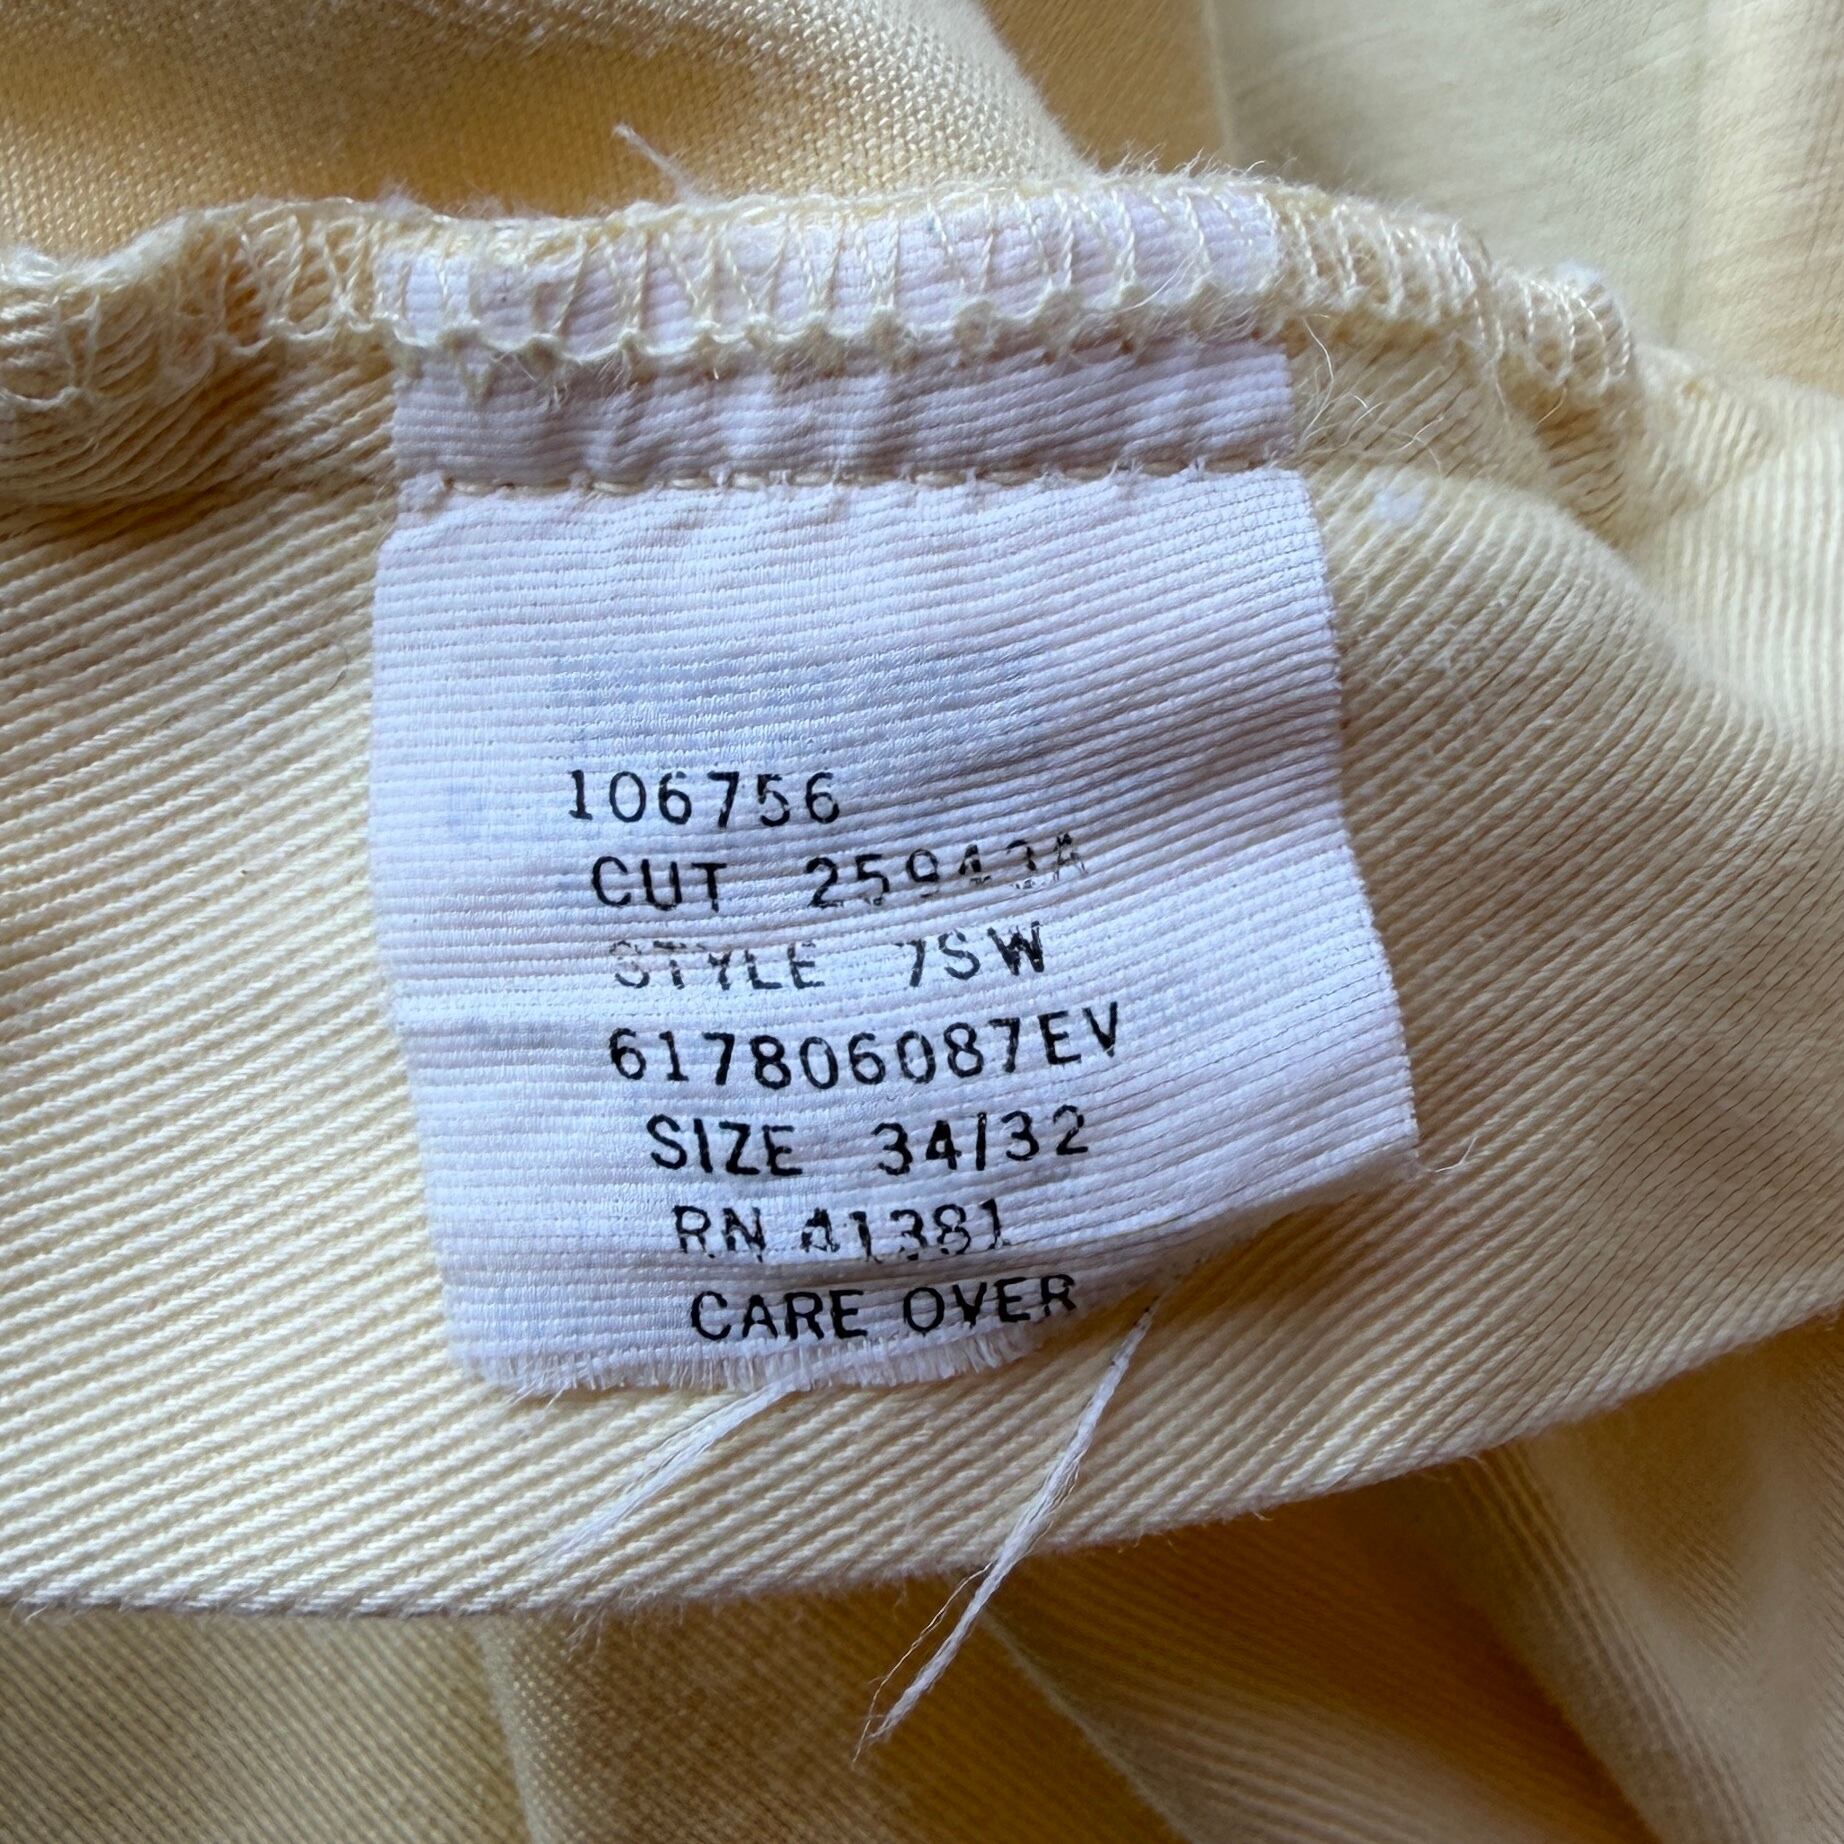 106756
CUT 25943A
STYLE 7SW
617806087EV
SIZE 34/32
RN 41381
CARE OVER